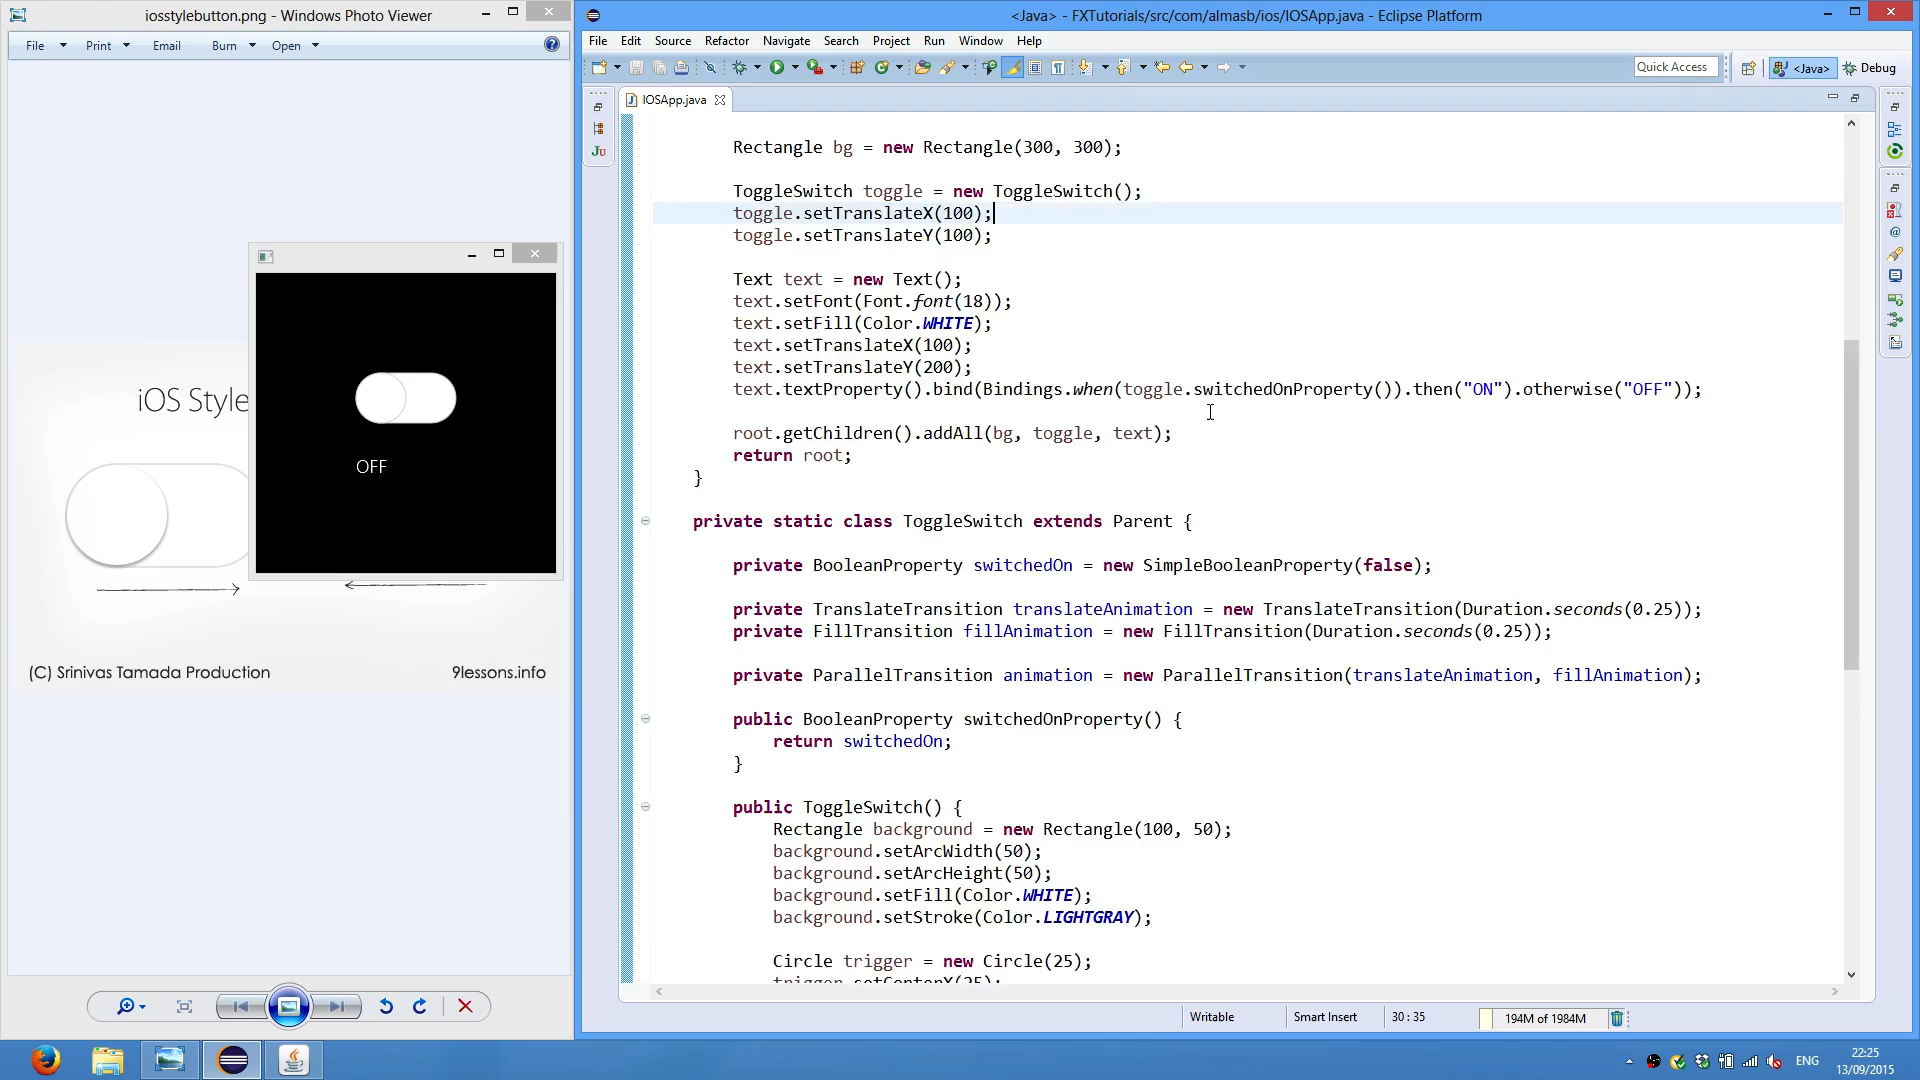 iosstylebutton.png - Windows Photo Viewer
File Print Email Burn Open
iOS Style
OFF
(C) Srinivas Tamada Production 9lessons.info
<Java> - FXTutorials/src/com/almasb/ios/IOSApp.java - Eclipse Platform
File Edit Source Refactor Navigate Search Project Run Window Help
Quick Access
<Java>
Debug
IOSApp.java
Rectangle bg = new Rectangle(300, 300);
ToggleSwitch toggle = new ToggleSwitch();
toggle.setTranslateX(100);
toggle.setTranslateY(100);
Text text = new Text();
text.setFont(Font.font(18));
text.setFill(Color.WHITE);
text.setTranslateX(100);
text.setTranslateY(200);
text.textProperty().bind(Bindings.when(toggle.switchedOnProperty()).then("ON").otherwise("OFF"));
root.getChildren().addAll(bg, toggle, text);
return root;
}
private static class ToggleSwitch extends Parent {
private BooleanProperty switchedOn = new SimpleBooleanProperty(false);
private TranslateTransition translateAnimation = new TranslateTransition(Duration.seconds(0.25));
private FillTransition fillAnimation = new FillTransition(Duration.seconds(0.25));
private ParallelTransition animation = new ParallelTransition(translateAnimation, fillAnimation);
public BooleanProperty switchedOnProperty() {
return switchedOn;
}
public ToggleSwitch() {
Rectangle background = new Rectangle(100, 50);
background.setArcWidth(50);
background.setArcHeight(50);
background.setFill(Color.WHITE);
background.setStroke(Color.LIGHTGRAY);
Circle trigger = new Circle(25);
trigger.setCenterX(25);
Writable Smart Insert 30 : 35 194M of 1984M
ENG
22:25
13/09/2015